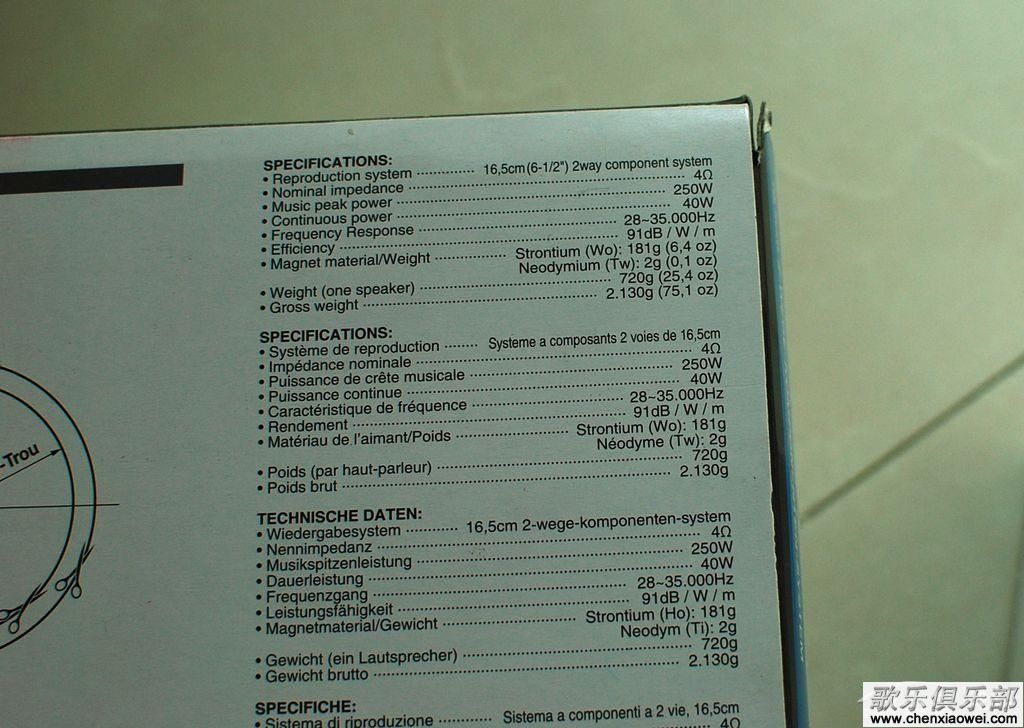 SPECIFICATIONS:
• Reproduction system ············ 16,5cm(6-1/2") 2way component system
• Nominal impedance ············ 4Ω
• Music peak power ············ 250W
• Continuous power ············ 40W
• Frequency Response ············ 28~35.000Hz
• Efficiency ············ 91dB / W / m
• Magnet material/Weight ············ Strontium (Wo): 181g (6,4 oz)
Neodymium (Tw): 2g (0,1 oz)
• Weight (one speaker) ············ 720g (25,4 oz)
• Gross weight ············ 2.130g (75,1 oz)
SPECIFICATIONS:
• Système de reproduction ········ Systeme a composants 2 voies de 16,5cm
• Impédance nominale ············ 4Ω
• Puissance de crête musicale ············ 250W
• Puissance continue ············ 40W
• Caractéristique de fréquence ············ 28~35.000Hz
• Rendement ············ 91dB / W / m
• Matériau de l'aimant/Poids ············ Strontium (Wo): 181g
Néodyme (Tw): 2g
• Poids (par haut-parleur) ············ 720g
• Poids brut ············ 2.130g
-Trou
TECHNISCHE DATEN:
• Wiedergabesystem ············ 16,5cm 2-wege-komponenten-system
• Nennimpedanz ············ 4Ω
• Musikspitzenleistung ············ 250W
• Dauerleistung ············ 40W
• Frequenzgang ············ 28~35.000Hz
• Leistungsfähigkeit ············ 91dB / W / m
• Magnetmaterial/Gewicht ············ Strontium (Ho): 181g
Neodym (Ti): 2g
• Gewicht (ein Lautsprecher) ············ 720g
• Gewicht brutto ············ 2.130g
SPECIFICHE:
• Sistema di riproduzione ············ Sistema a componenti a 2 vie, 16,5cm
4Ω
歌乐俱乐部
www.chenxiaowei.com